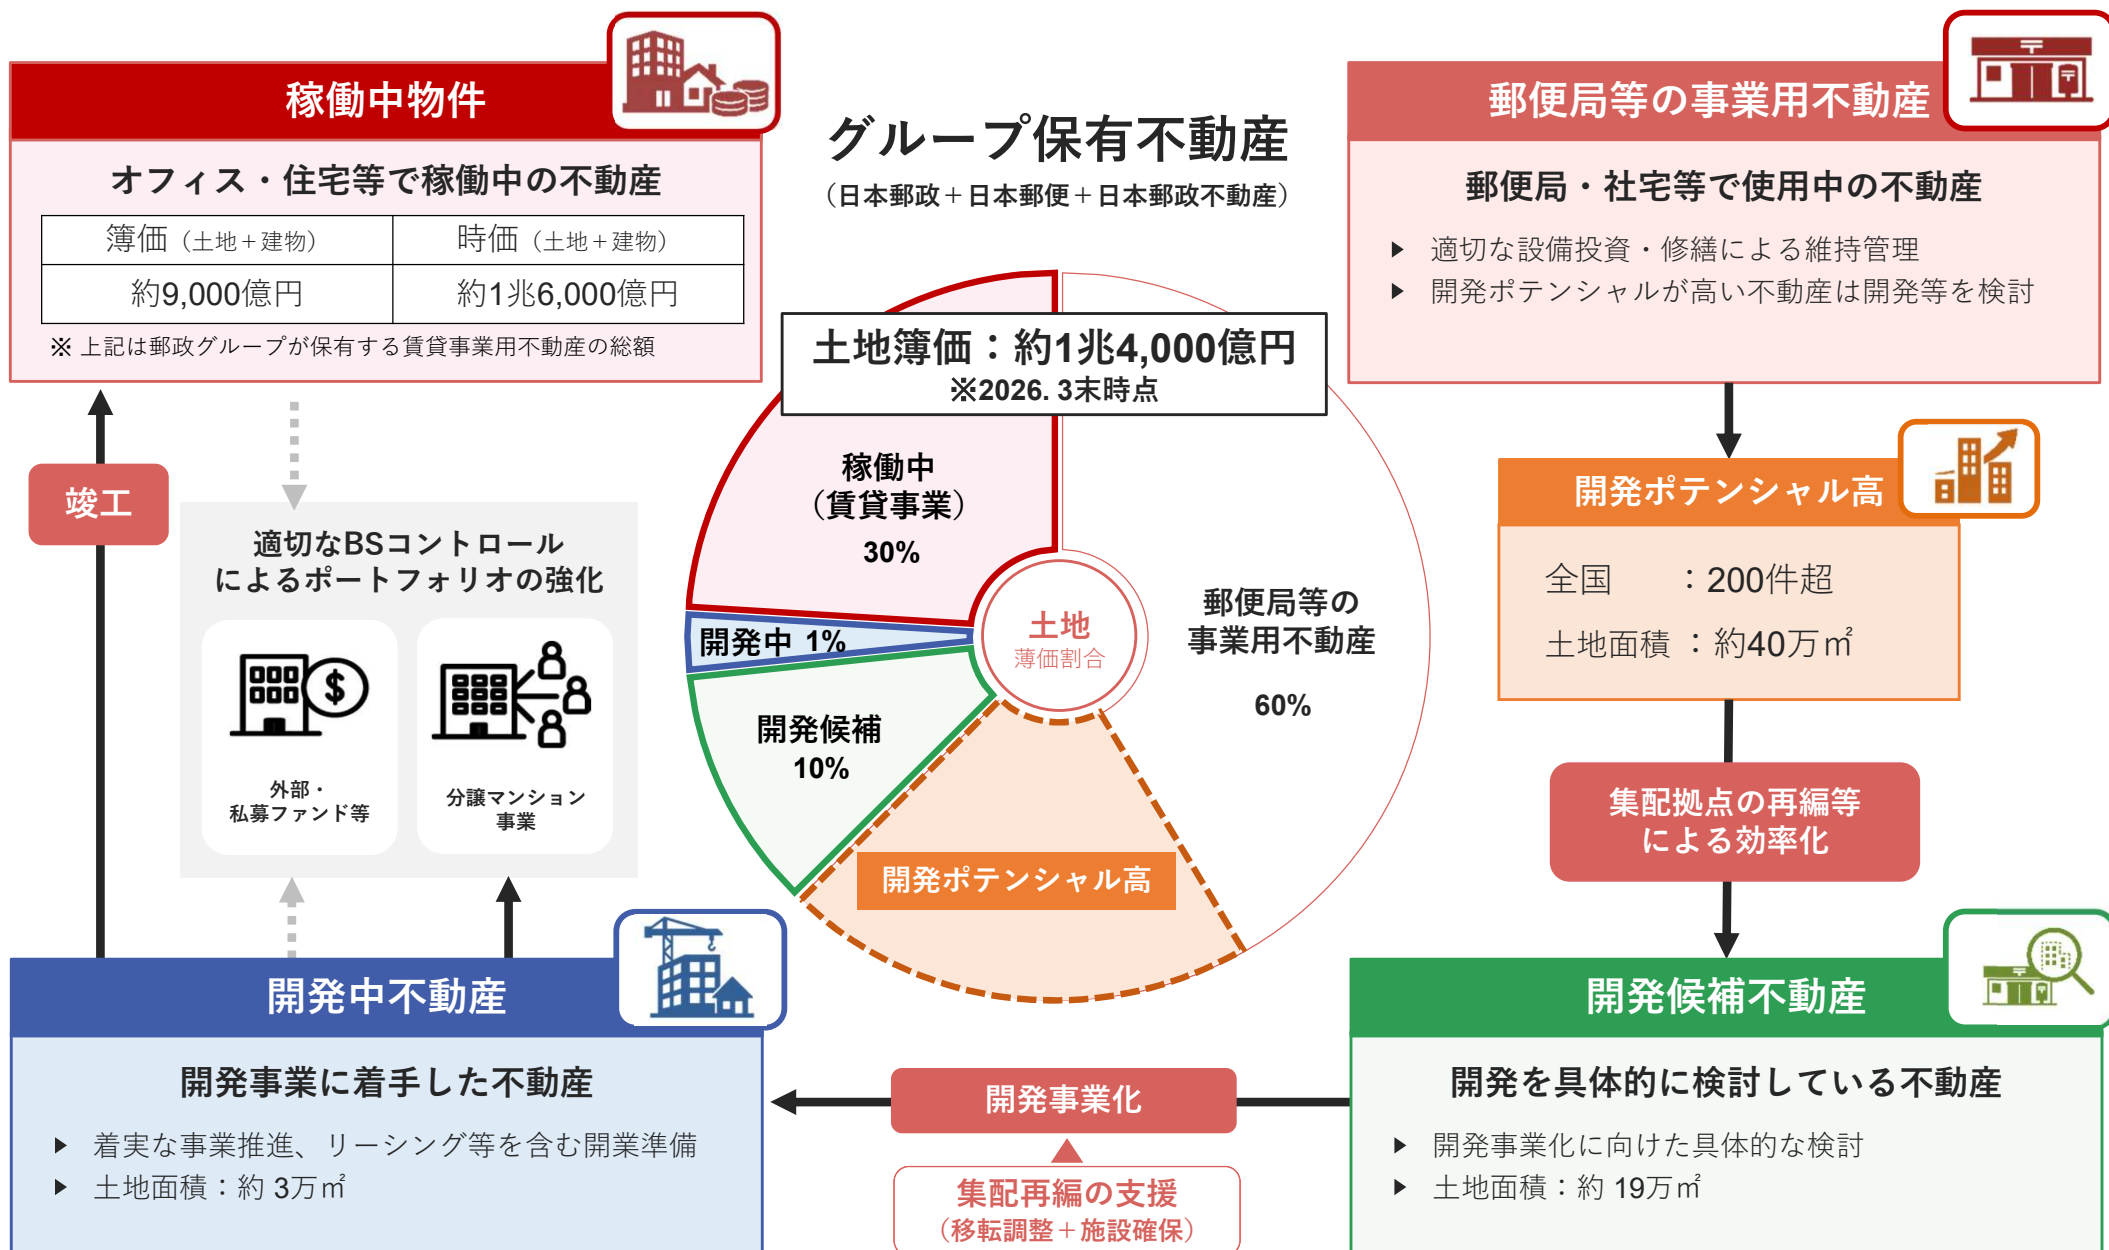 稼働中物件
オフィス・住宅等で稼働中の不動産
簿価（土地＋建物） 時価（土地＋建物）
約9,000億円 約1兆6,000億円
※ 上記は郵政グループが保有する賃貸事業用不動産の総額
グループ保有不動産
（日本郵政＋日本郵便＋日本郵政不動産）
郵便局等の事業用不動産
郵便局・社宅等で使用中の不動産
▶ 適切な設備投資・修繕による維持管理
▶ 開発ポテンシャルが高い不動産は開発等を検討
土地簿価：約1兆4,000億円
※2026. 3末時点
稼働中
（賃貸事業）
30%
開発中 1%
開発候補
10%
開発ポテンシャル高
郵便局等の
事業用不動産
60%
土地
薄価割合
竣工
適切なBSコントロール
によるポートフォリオの強化
外部・
私募ファンド等
分譲マンション
事業
開発ポテンシャル高
全国 ：200件超
土地面積 ：約40万㎡
集配拠点の再編等
による効率化
開発中不動産
開発事業に着手した不動産
▶ 着実な事業推進、リーシング等を含む開業準備
▶ 土地面積：約 3万㎡
開発事業化
集配再編の支援
（移転調整＋施設確保）
開発候補不動産
開発を具体的に検討している不動産
▶ 開発事業化に向けた具体的な検討
▶ 土地面積：約 19万㎡